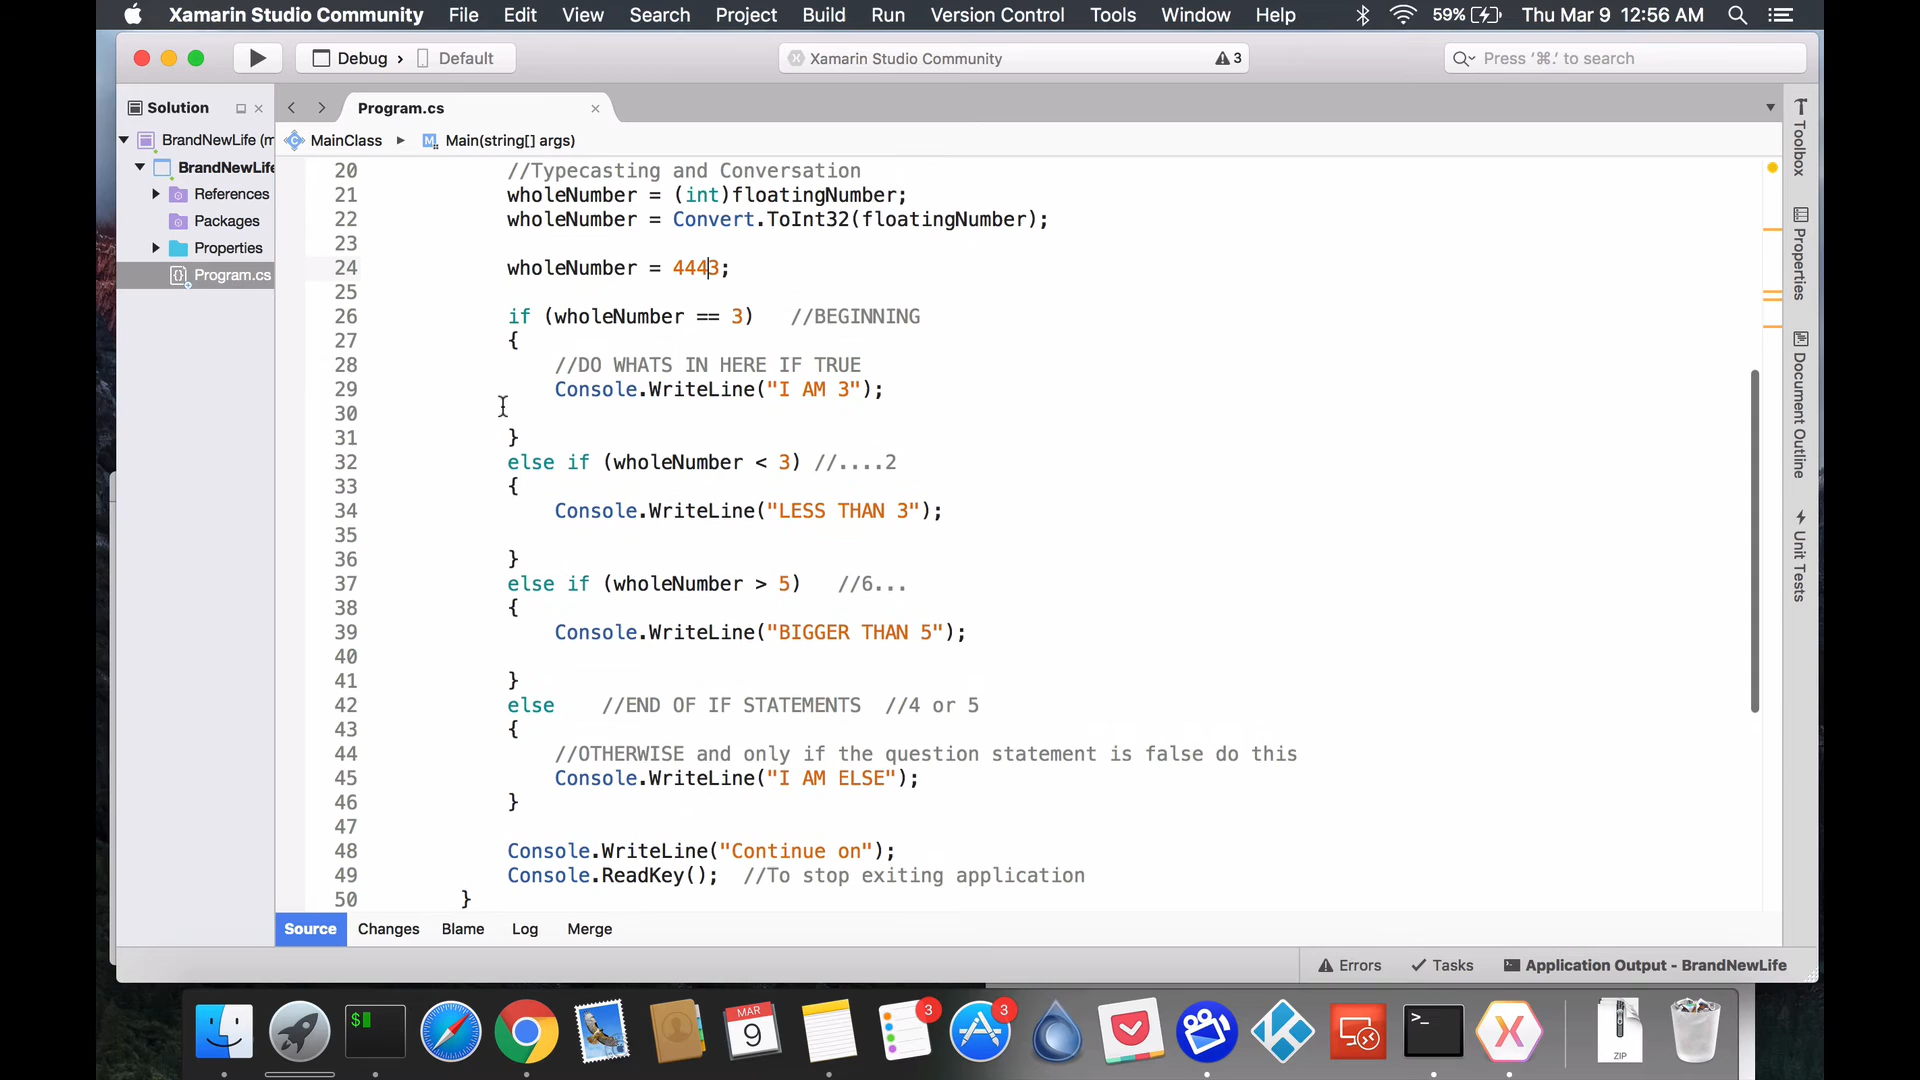 Xamarin Studio Community File Edit View Search Project Build Run Version Control Tools Window Help 59% Thu Mar 9 12:56 AM
Debug › Default Xamarin Studio Community 3 Press '⌘.' to search
Solution Program.cs
MainClass Main(string[] args)
BrandNewLife (m
BrandNewLife
References
Packages
Properties
Program.cs
20 //Typecasting and Conversation
21 wholeNumber = (int)floatingNumber;
22 wholeNumber = Convert.ToInt32(floatingNumber);
23
24 wholeNumber = 4443;
25
26 if (wholeNumber == 3) //BEGINNING
27 {
28 //DO WHATS IN HERE IF TRUE
29 Console.WriteLine("I AM 3");
30
31 }
32 else if (wholeNumber < 3) //....2
33 {
34 Console.WriteLine("LESS THAN 3");
35
36 }
37 else if (wholeNumber > 5) //6...
38 {
39 Console.WriteLine("BIGGER THAN 5");
40
41 }
42 else //END OF IF STATEMENTS //4 or 5
43 {
44 //OTHERWISE and only if the question statement is false do this
45 Console.WriteLine("I AM ELSE");
46 }
47
48 Console.WriteLine("Continue on");
49 Console.ReadKey(); //To stop exiting application
50 }
Toolbox
Properties
Document Outline
Unit Tests
Source Changes Blame Log Merge
Errors Tasks Application Output - BrandNewLife
$
MAR
9
3
3
>_
ZIP